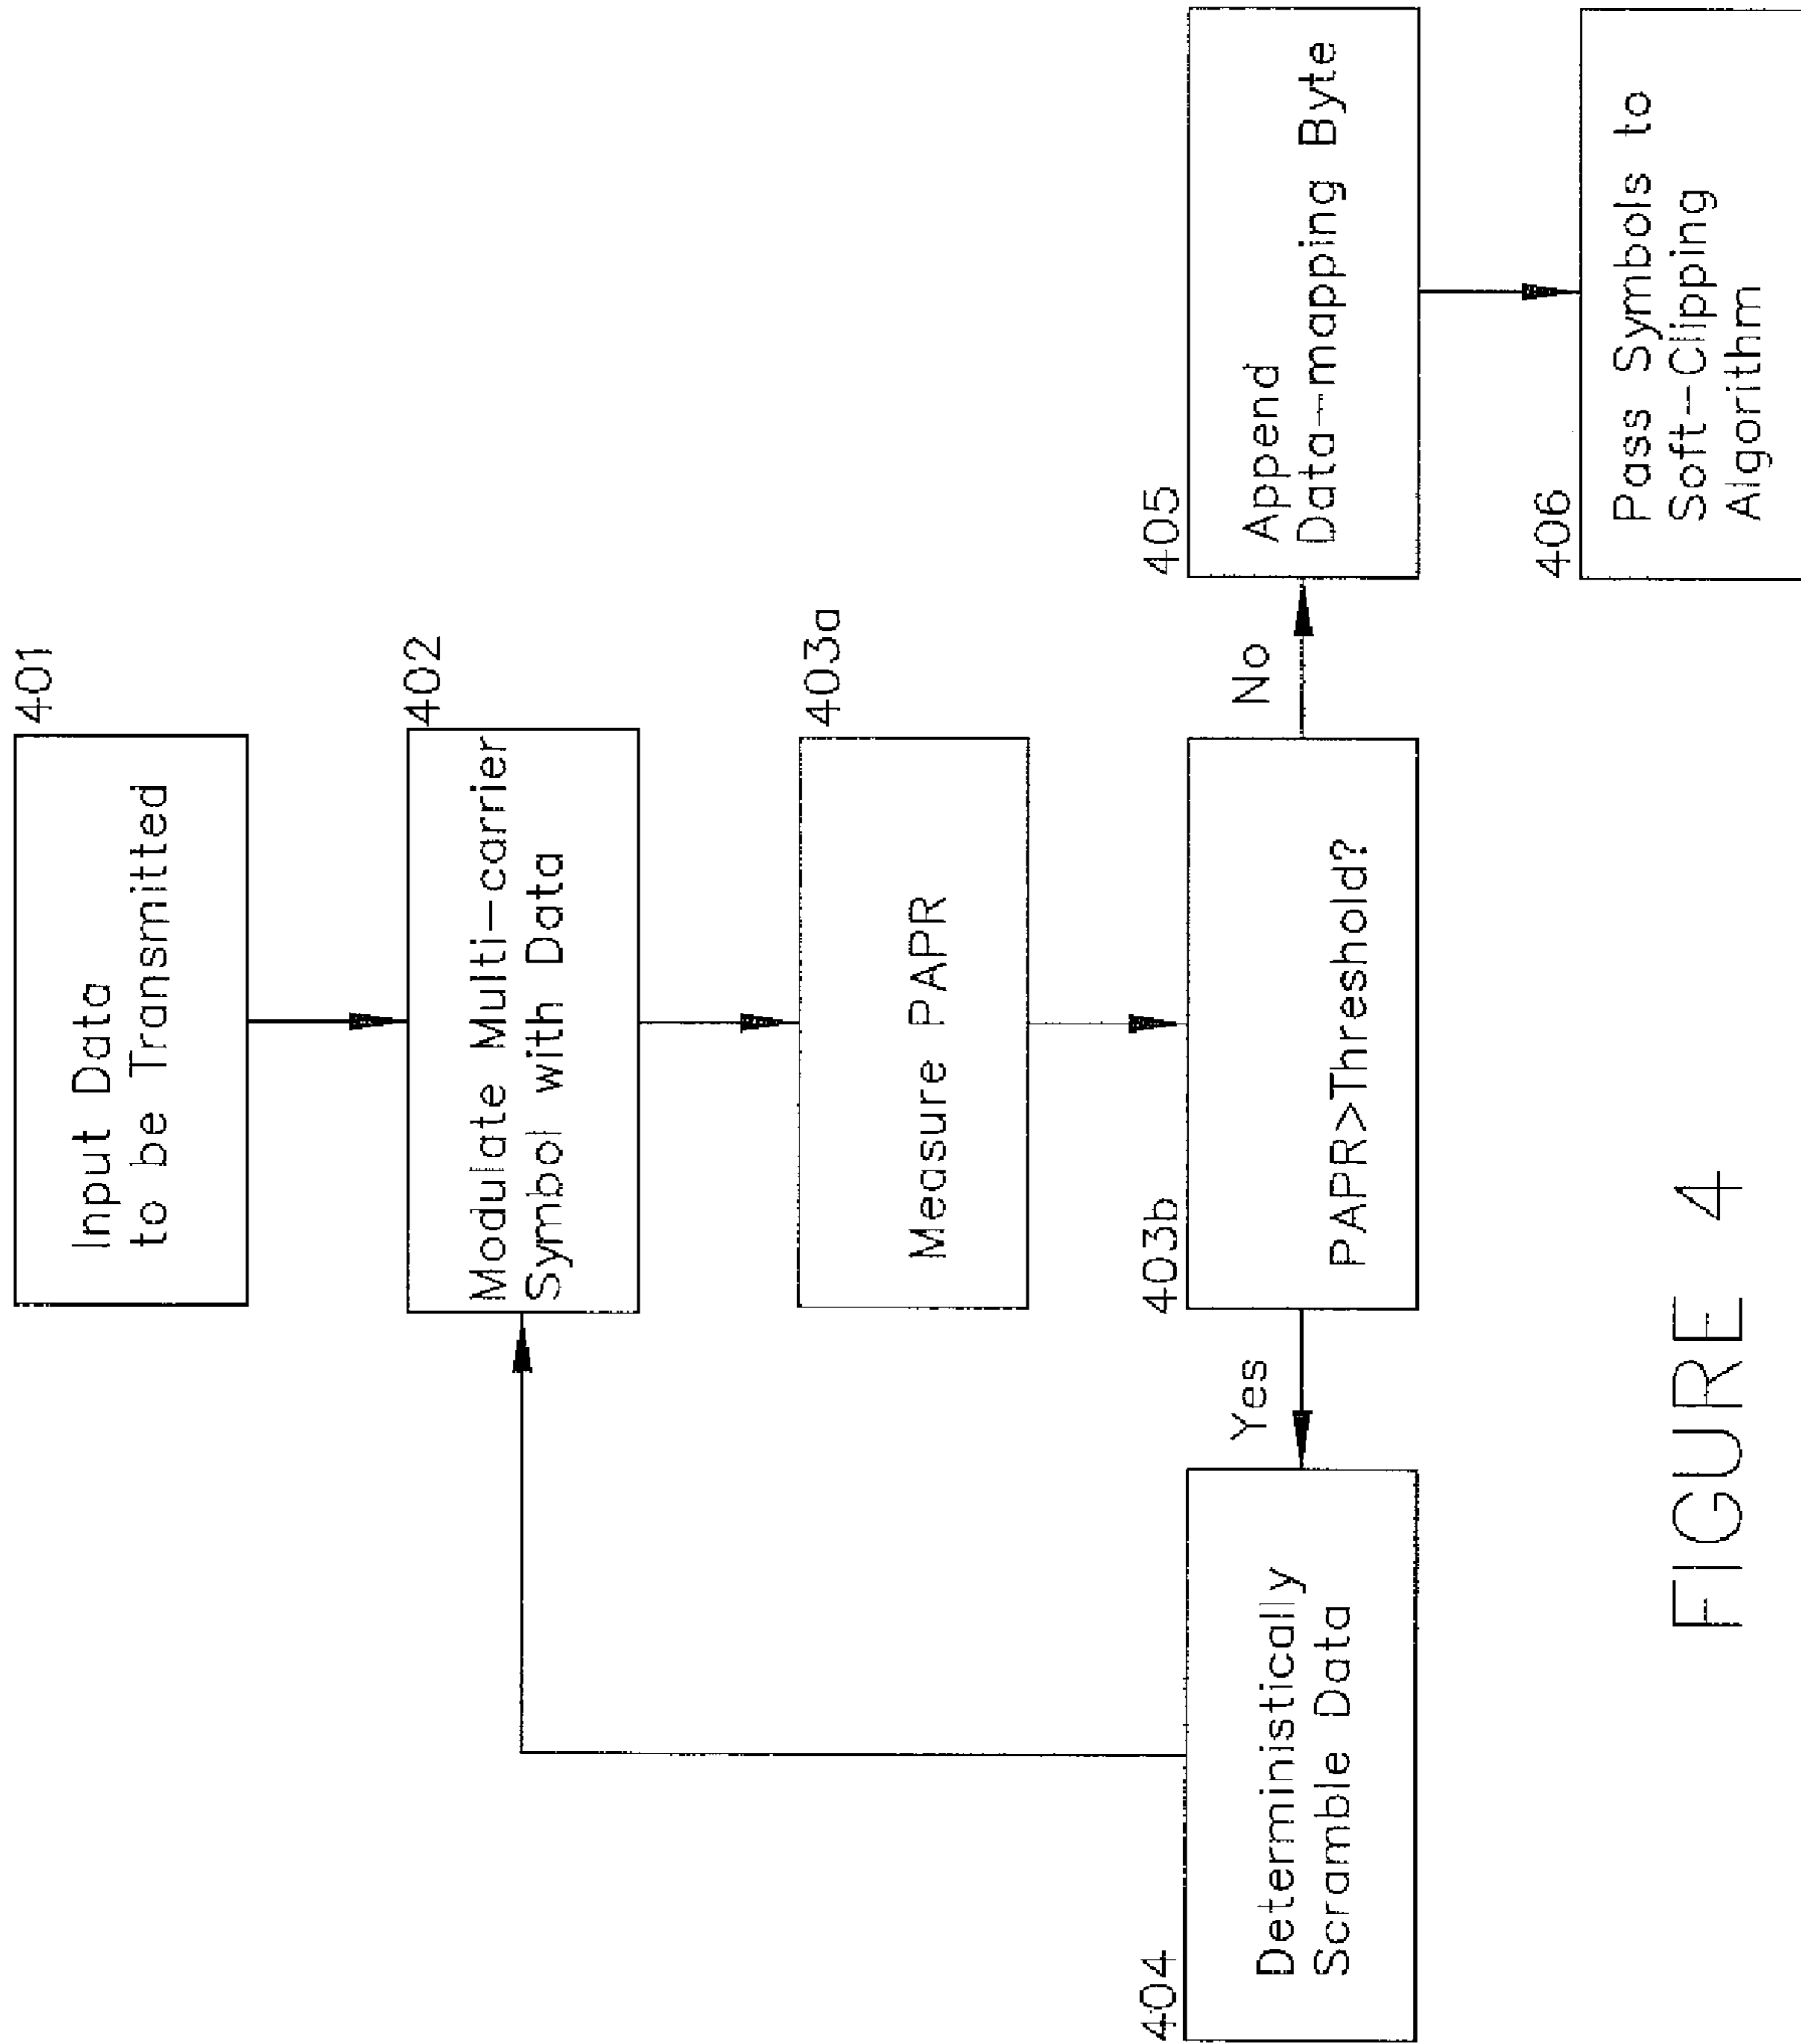 401
Input Data
to be Transmitted
402
Modulate Multi-carrier
Symbol with Data
403a
Measure PAPR
403b
PAPR>Threshold?
Yes
No
404
Deterministically
Scramble Data
405
Append
Data-mapping Byte
406
Pass Symbols to
Soft-Clipping
Algorithm
FIGURE 4